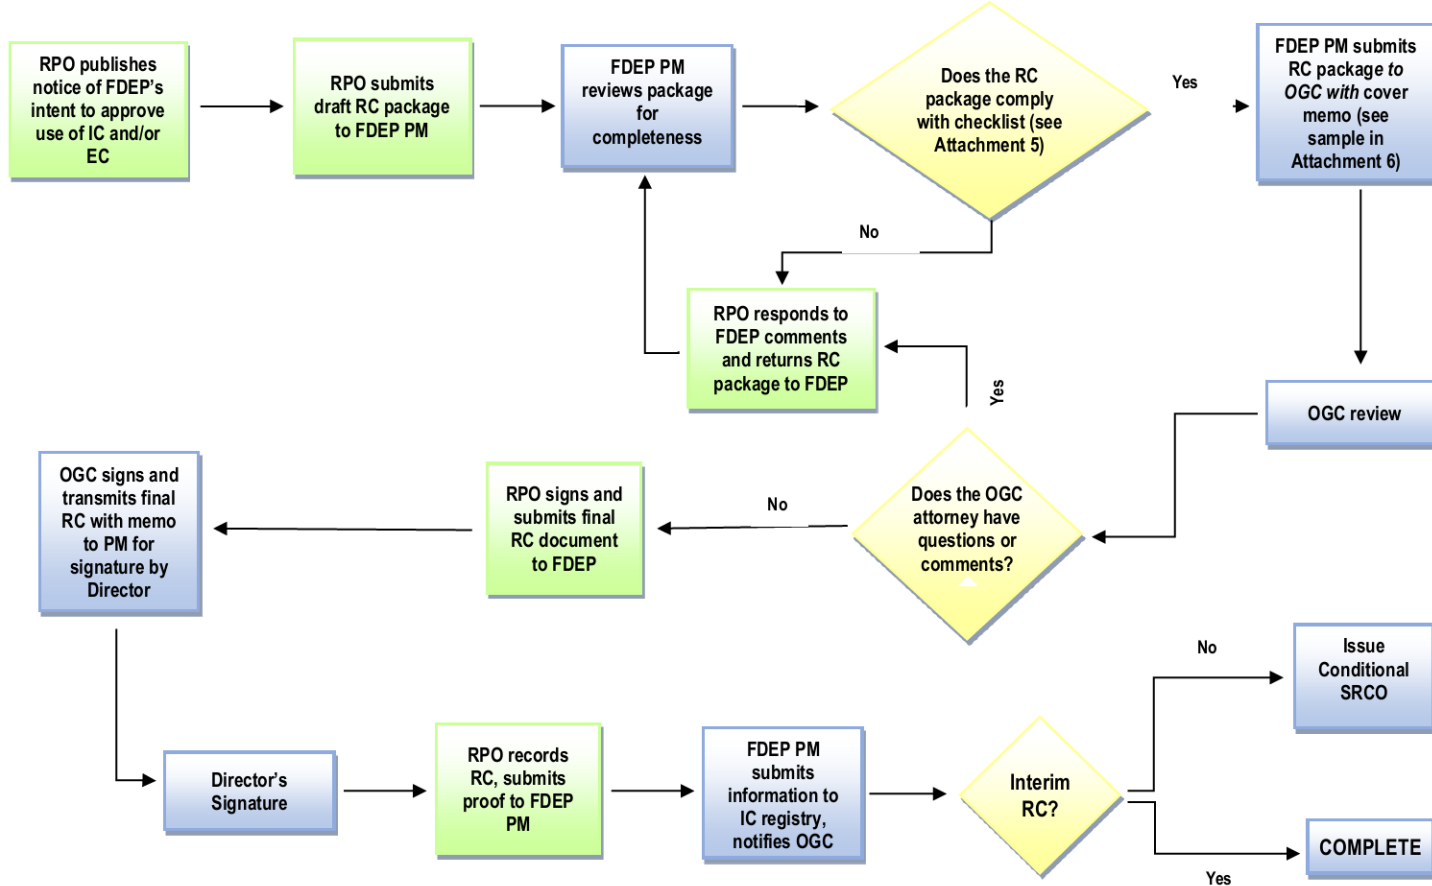 RPO publishes
notice of FDEP's
intent to approve
use of IC and/or
EC
RPO submits
draft RC package
to FDEP PM
FDEP PM
reviews package
for
completeness
Does the RC
package comply
with checklist (see
Attachment 5)
Yes
FDEP PM submits
RC package to
OGC with cover
memo (see
sample in
Attachment 6)
No
RPO responds to
FDEP comments
and returns RC
package to FDEP
Yes
OGC review
Does the OGC
attorney have
questions or
comments?
No
RPO signs and
submits final
RC document
to FDEP
OGC signs and
transmits final
RC with memo
to PM for
signature by
Director
Director's
Signature
RPO records
RC, submits
proof to FDEP
PM
FDEP PM
submits
information to
IC registry,
notifies OGC
Interim
RC?
No
Issue
Conditional
SRCO
Yes
COMPLETE